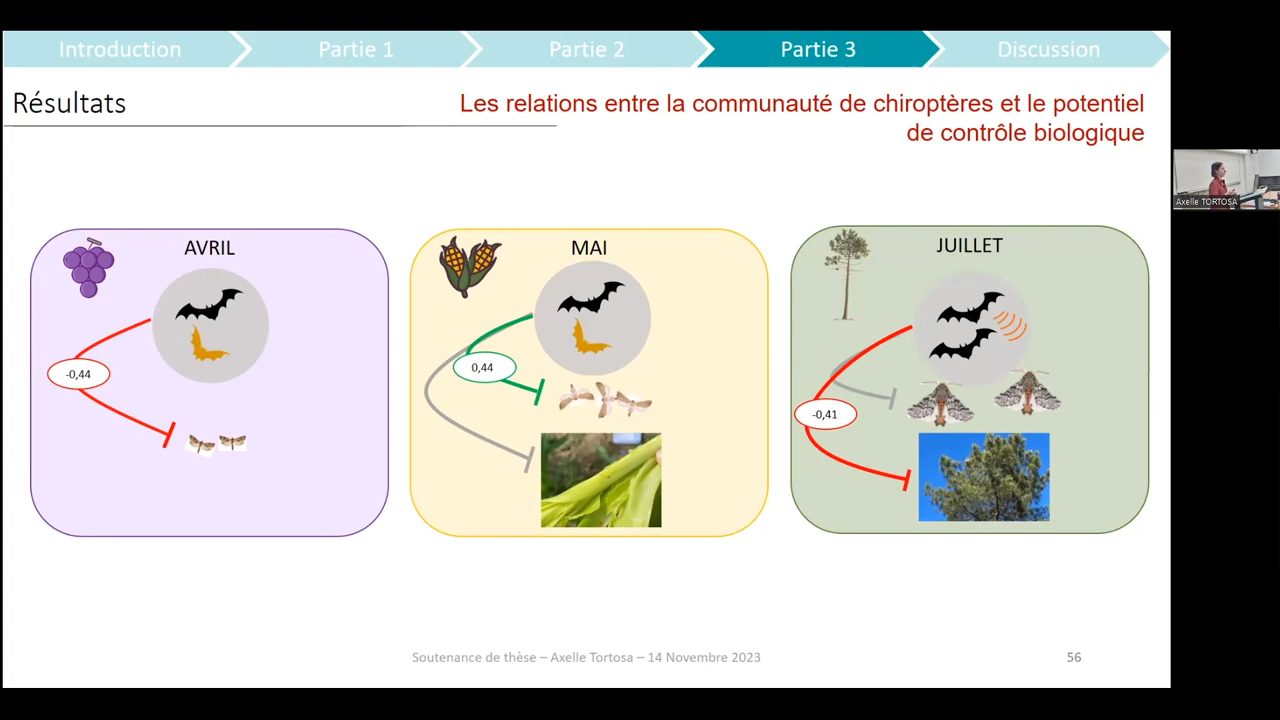 Introduction
Partie 1
Partie 2
Partie 3
Discussion
Résultats
Les relations entre la communauté de chiroptères et le potentiel
de contrôle biologique
Axelle TORTOSA
AVRIL
-0,44
MAI
0,44
JUILLET
-0,41
Soutenance de thèse – Axelle Tortosa – 14 Novembre 2023
56